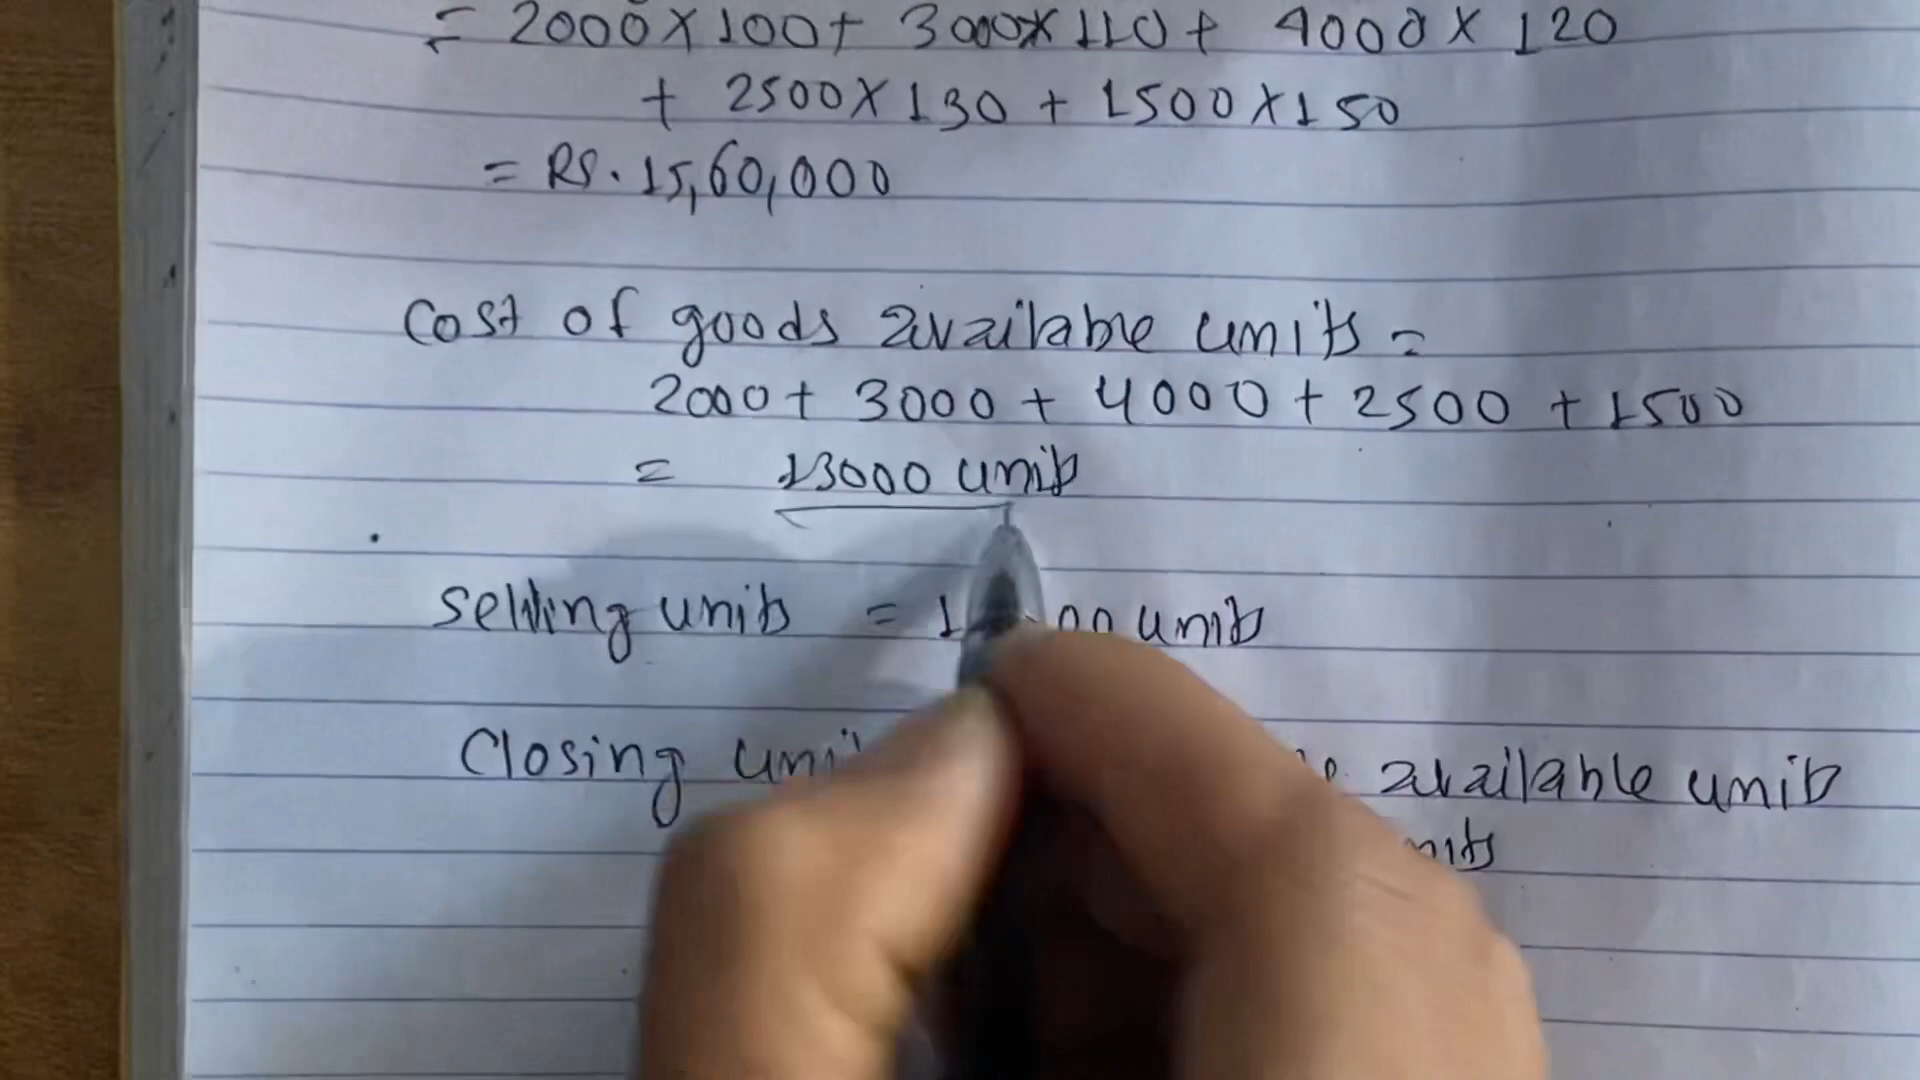 = 2000 X 100 + 3000 X 110 + 4000 X 120
+ 2500 X 130 + 1500 X 150
= RS. 15,60,000
Cost of goods available units =
2000 + 3000 + 4000 + 2500 + 1500
= 13000 units
Selling units = units
Closing available units